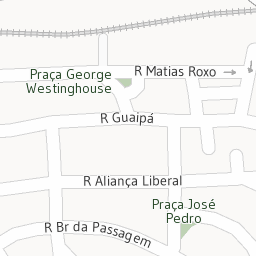 R Matias Roxo
Praça George
Westinghouse
R Guaipá
R Aliança Liberal
Praça José
Pedro
R Br da Passagem